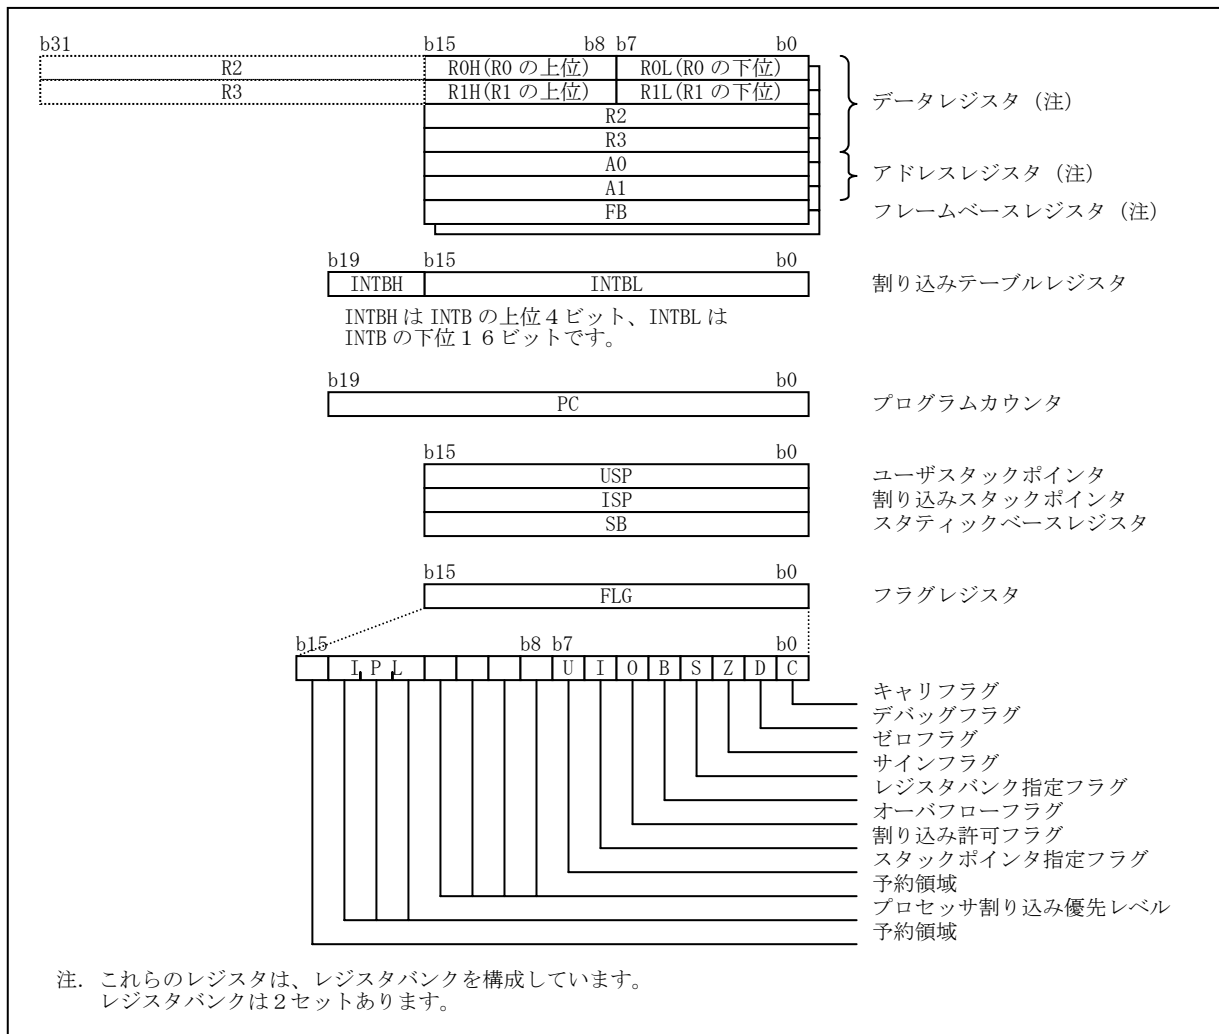 b31 b15 b8 b7 b0
R2 R0H(R0 の上位) R0L(R0 の下位)
R3 R1H(R1 の上位) R1L(R1 の下位)
R2
R3
データレジスタ（注）
A0
A1
アドレスレジスタ（注）
FB フレームベースレジスタ（注）
b19 b15 b0
INTBH INTBL 割り込みテーブルレジスタ
INTBH は INTB の上位４ビット、INTBL は
INTB の下位１６ビットです。
b19 b0
PC プログラムカウンタ
b15 b0
USP ユーザスタックポインタ
ISP 割り込みスタックポインタ
SB スタティックベースレジスタ
b15 b0
FLG フラグレジスタ
b15 b8 b7 b0
I P L U I O B S Z D C
キャリフラグ
デバッグフラグ
ゼロフラグ
サインフラグ
レジスタバンク指定フラグ
オーバフローフラグ
割り込み許可フラグ
スタックポインタ指定フラグ
予約領域
プロセッサ割り込み優先レベル
予約領域
注．これらのレジスタは、レジスタバンクを構成しています。
レジスタバンクは２セットあります。